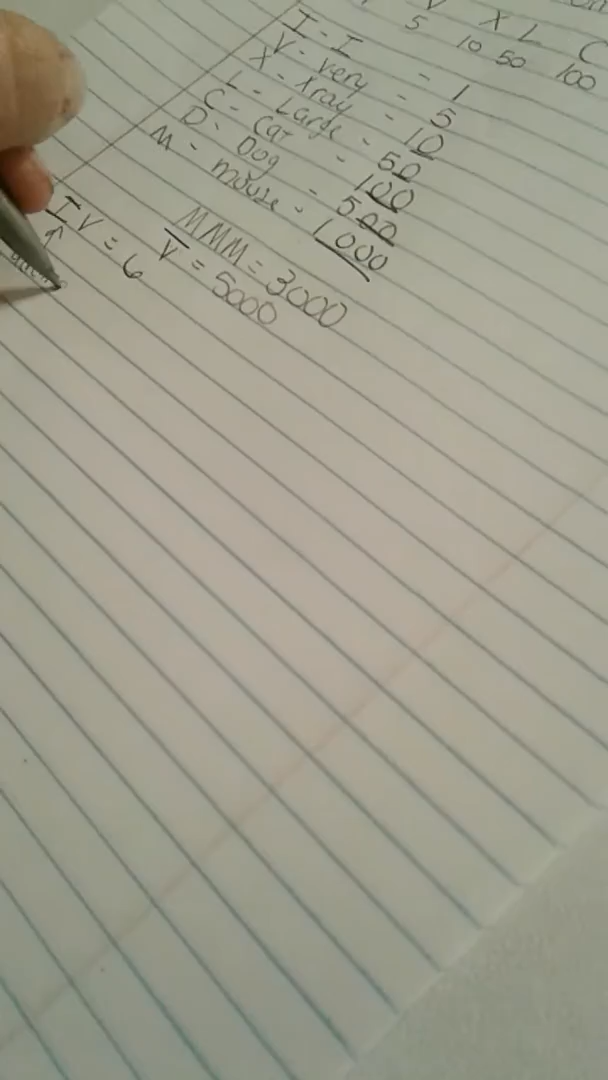 X L C
5 10 50 100
I - I - 1
V - Very - 5
X - Xray - 10
L - Large - 50
C - Cat - 100
D - Dog - 500
M - mouse - 1000
IV = 6
MMM = 3000
V̅ = 5000